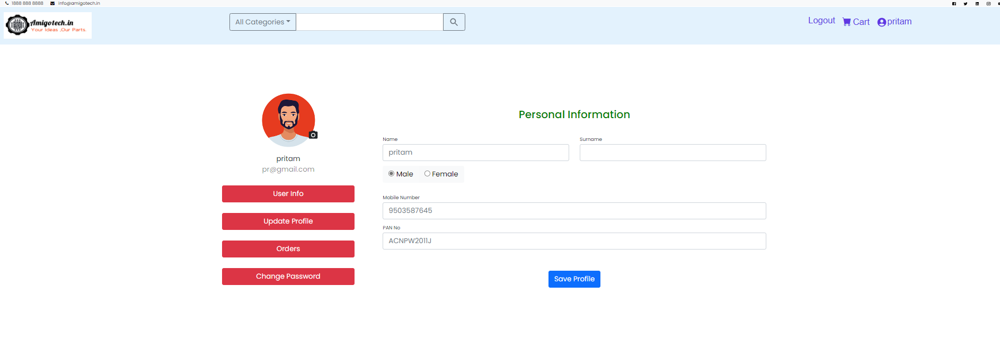 1888 888 8888 info@amigotech.in
Amigotech.in
Your Ideas ,Our Parts.
All Categories
Logout Cart pritam
Personal Information
Name Surname
pritam
Male Female
pritam
pr@gmail.com
User Info
Update Profile
Orders
Change Password
Mobile Number
9503587645
PAN No
ACNPW2011J
Save Profile